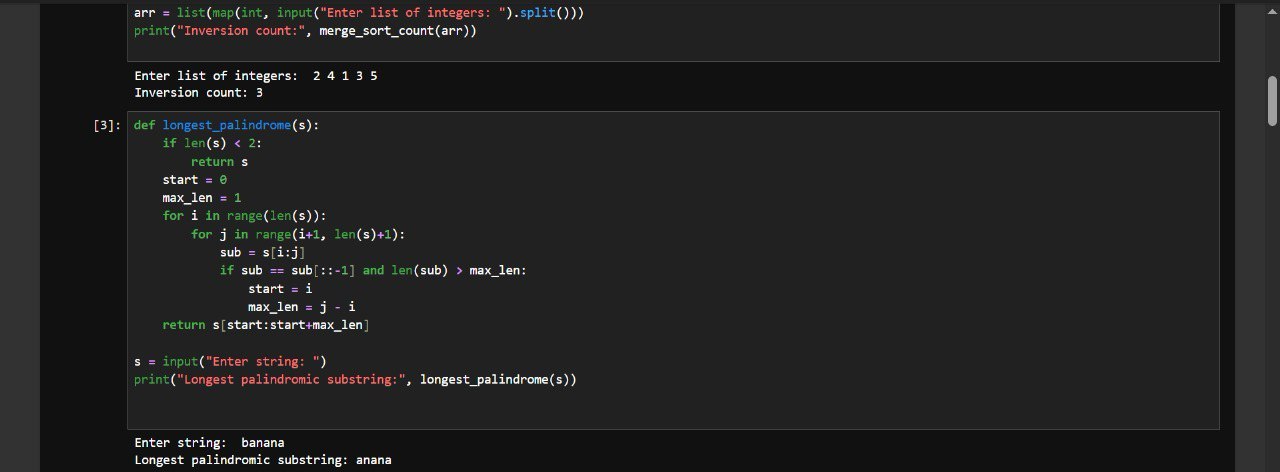 arr = list(map(int, input("Enter list of integers: ").split()))
print("Inversion count:", merge_sort_count(arr))
Enter list of integers:  2 4 1 3 5
Inversion count: 3
[3]: def longest_palindrome(s):
    if len(s) < 2:
        return s
    start = 0
    max_len = 1
    for i in range(len(s)):
        for j in range(i+1, len(s)+1):
            sub = s[i:j]
            if sub == sub[::-1] and len(sub) > max_len:
                start = i
                max_len = j - i
    return s[start:start+max_len]
s = input("Enter string: ")
print("Longest palindromic substring:", longest_palindrome(s))
Enter string:  banana
Longest palindromic substring: anana